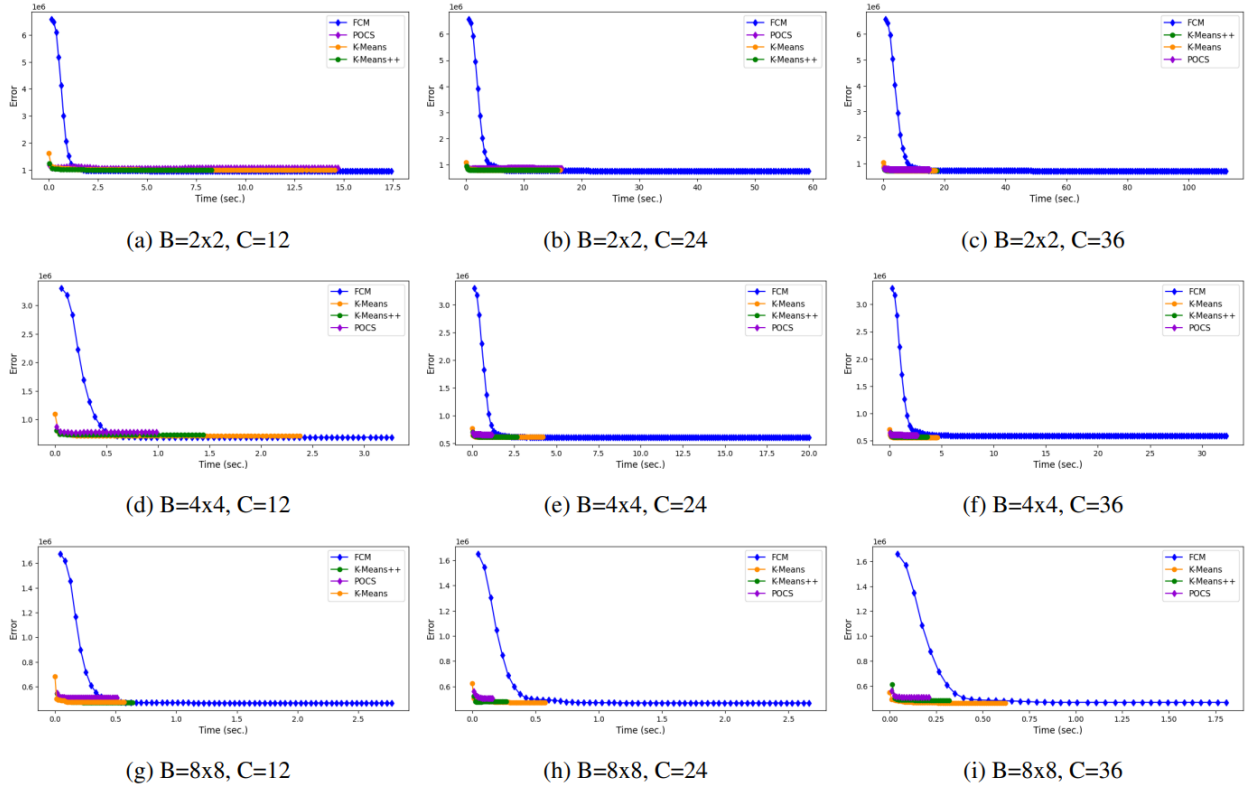 1e6
6
5
4
3
2
1
Error
0.0 2.5 5.0 7.5 10.0 12.5 15.0 17.5
Time (sec.)
FCM
POCS
K-Means
K-Means++
(a) B=2x2, C=12
1e6
6
5
4
3
2
1
Error
0 10 20 30 40 50 60
Time (sec.)
FCM
POCS
K-Means
K-Means++
(b) B=2x2, C=24
1e6
6
5
4
3
2
1
Error
0 20 40 60 80 100
Time (sec.)
FCM
K-Means++
K-Means
POCS
(c) B=2x2, C=36
1e6
3.0
2.5
2.0
1.5
1.0
Error
0.0 0.5 1.0 1.5 2.0 2.5 3.0
Time (sec.)
FCM
K-Means
K-Means++
POCS
(d) B=4x4, C=12
1e6
3.0
2.5
2.0
1.5
1.0
0.5
Error
0.0 2.5 5.0 7.5 10.0 12.5 15.0 17.5 20.0
Time (sec.)
FCM
K-Means
K-Means++
POCS
(e) B=4x4, C=24
1e6
3.0
2.5
2.0
1.5
1.0
0.5
Error
0 5 10 15 20 25 30
Time (sec.)
FCM
K-Means
K-Means++
POCS
(f) B=4x4, C=36
1e6
1.6
1.4
1.2
1.0
0.8
0.6
Error
0.0 0.5 1.0 1.5 2.0 2.5
Time (sec.)
FCM
K-Means++
POCS
K-Means
(g) B=8x8, C=12
1e6
1.6
1.4
1.2
1.0
0.8
0.6
Error
0.0 0.5 1.0 1.5 2.0 2.5
Time (sec.)
FCM
K-Means
K-Means++
POCS
(h) B=8x8, C=24
1e6
1.6
1.4
1.2
1.0
0.8
0.6
Error
0.00 0.25 0.50 0.75 1.00 1.25 1.50 1.75
Time (sec.)
FCM
K-Means
K-Means++
POCS
(i) B=8x8, C=36